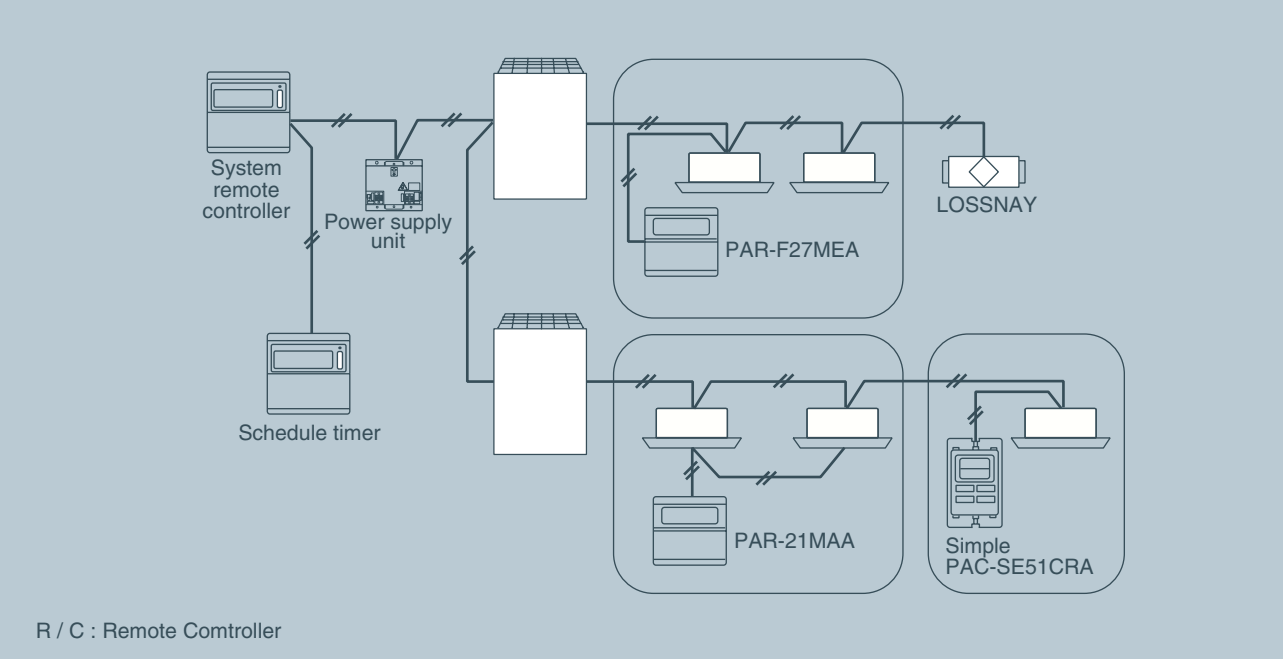 System
remote
controller
Power supply
unit
LOSSNAY
PAR-F27MEA
Schedule timer
PAR-21MAA
Simple
PAC-SE51CRA
R / C : Remote Comtroller